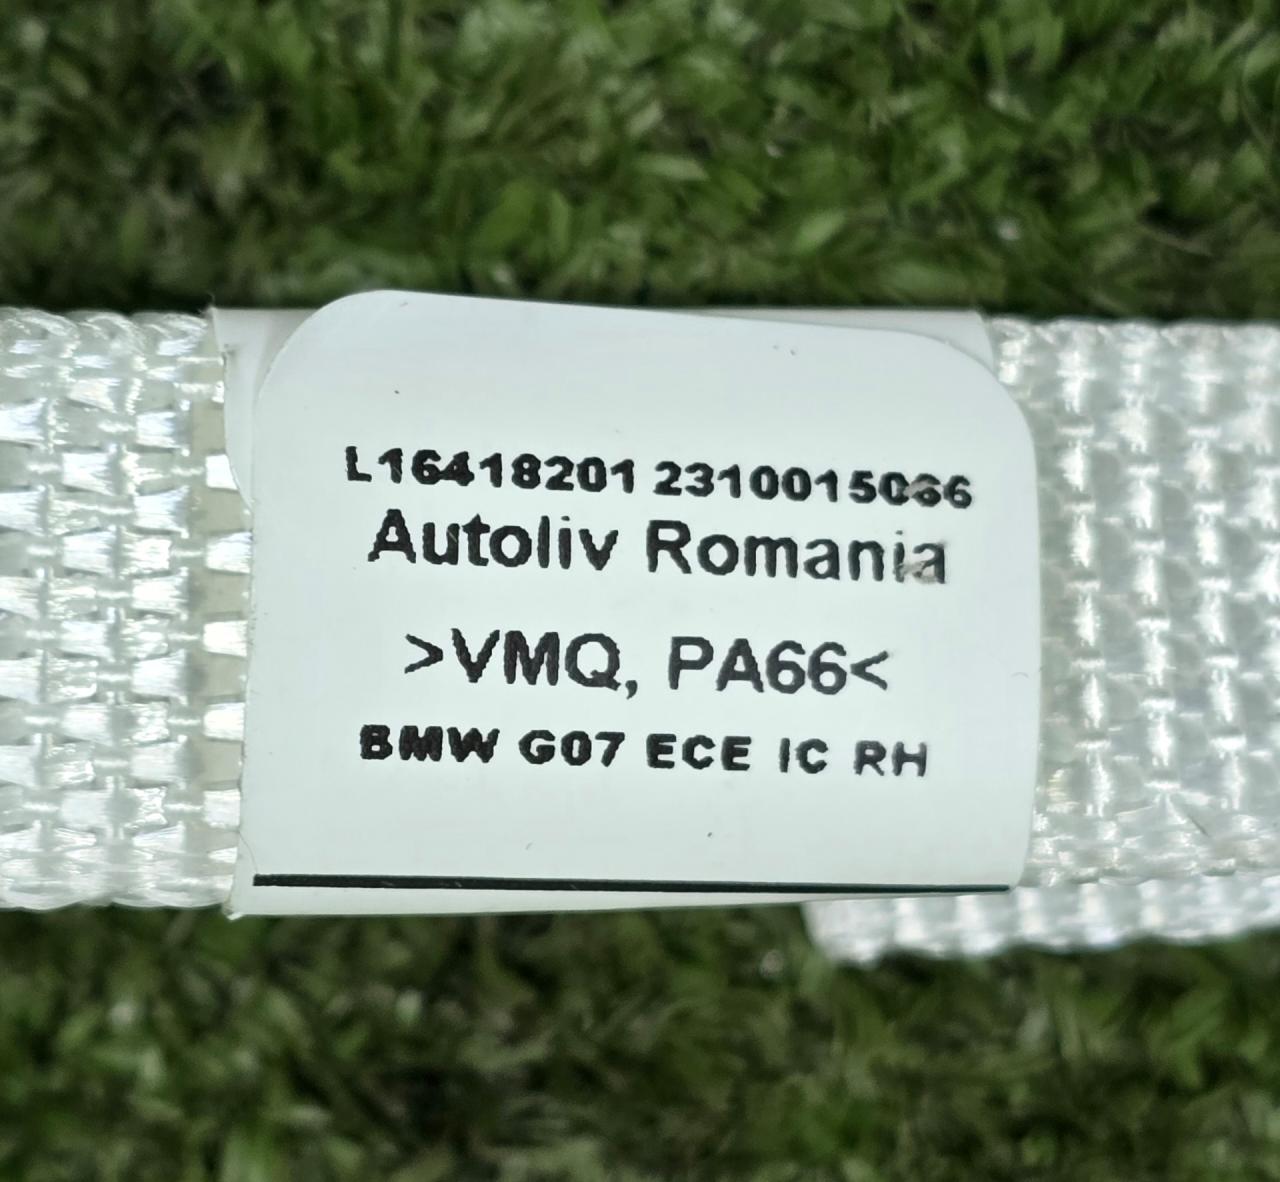 L16418201 2310015066
Autoliv Romania
>VMQ, PA66<
BMW G07 ECE IC RH